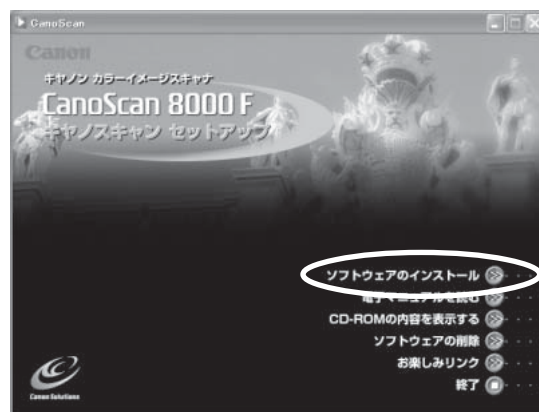 CanoScan
Canon
キヤノン カラーイメージスキャナ
CanoScan 8000 F
キヤノスキャン セットアップ
ソフトウェアのインストール
電子マニュアルを読む
CD-ROMの内容を表示する
ソフトウェアの削除
お楽しみリンク
終了
Canon Solutions